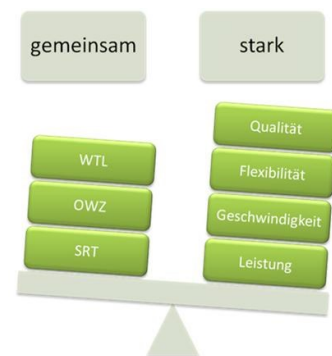 gemeinsam
stark
WTL
OWZ
SRT
Qualität
Flexibilität
Geschwindigkeit
Leistung